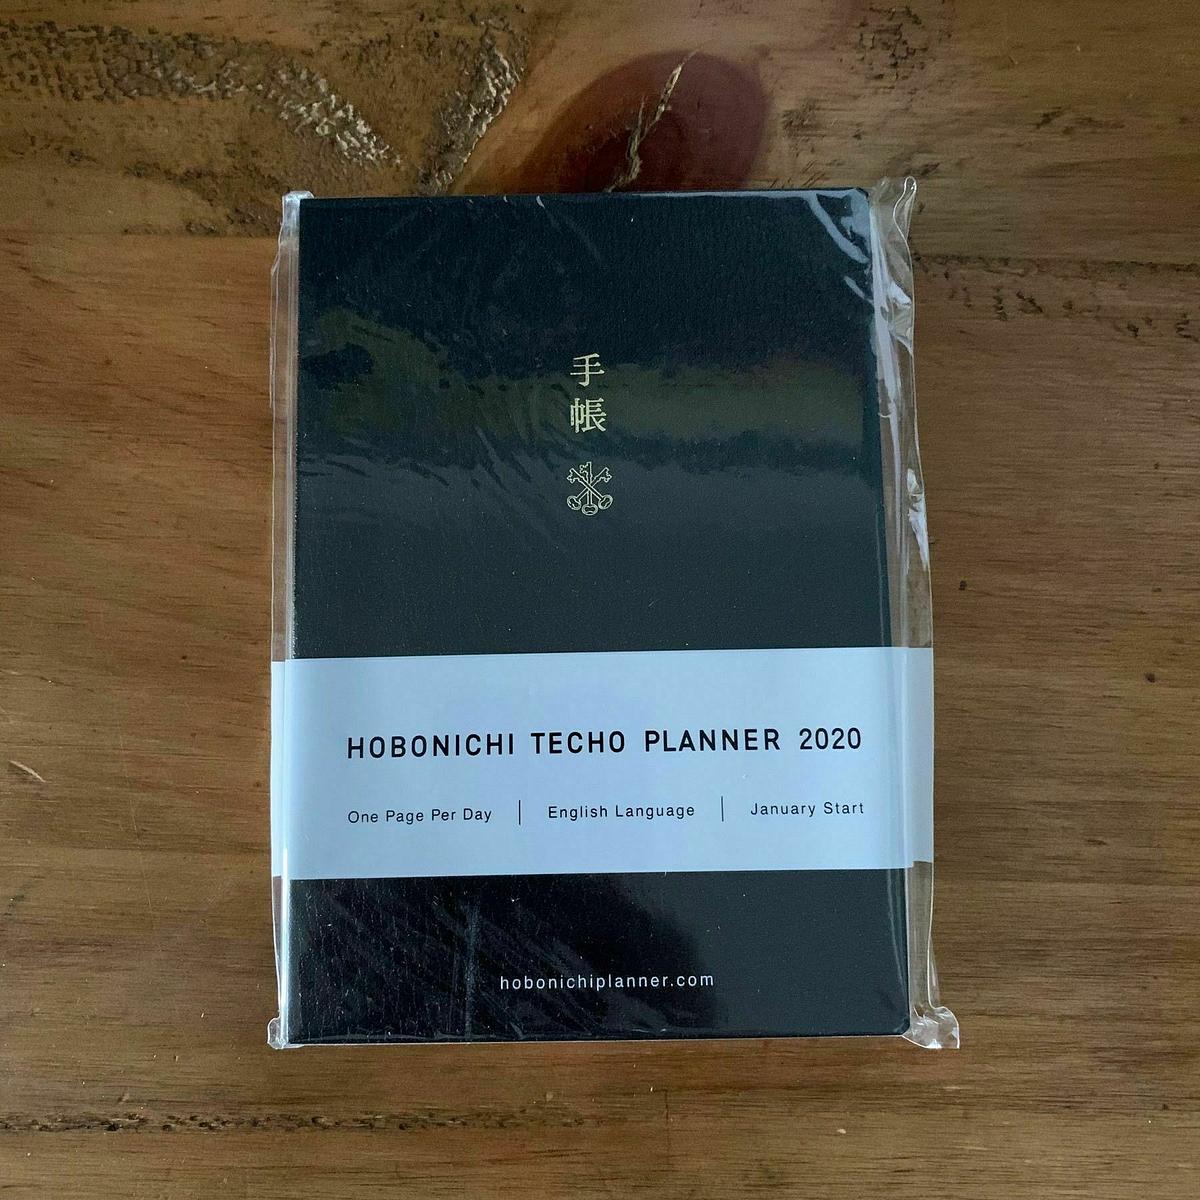 手
帳
HOBONICHI TECHO PLANNER 2020
One Page Per Day | English Language | January Start
hobonichiplanner.com